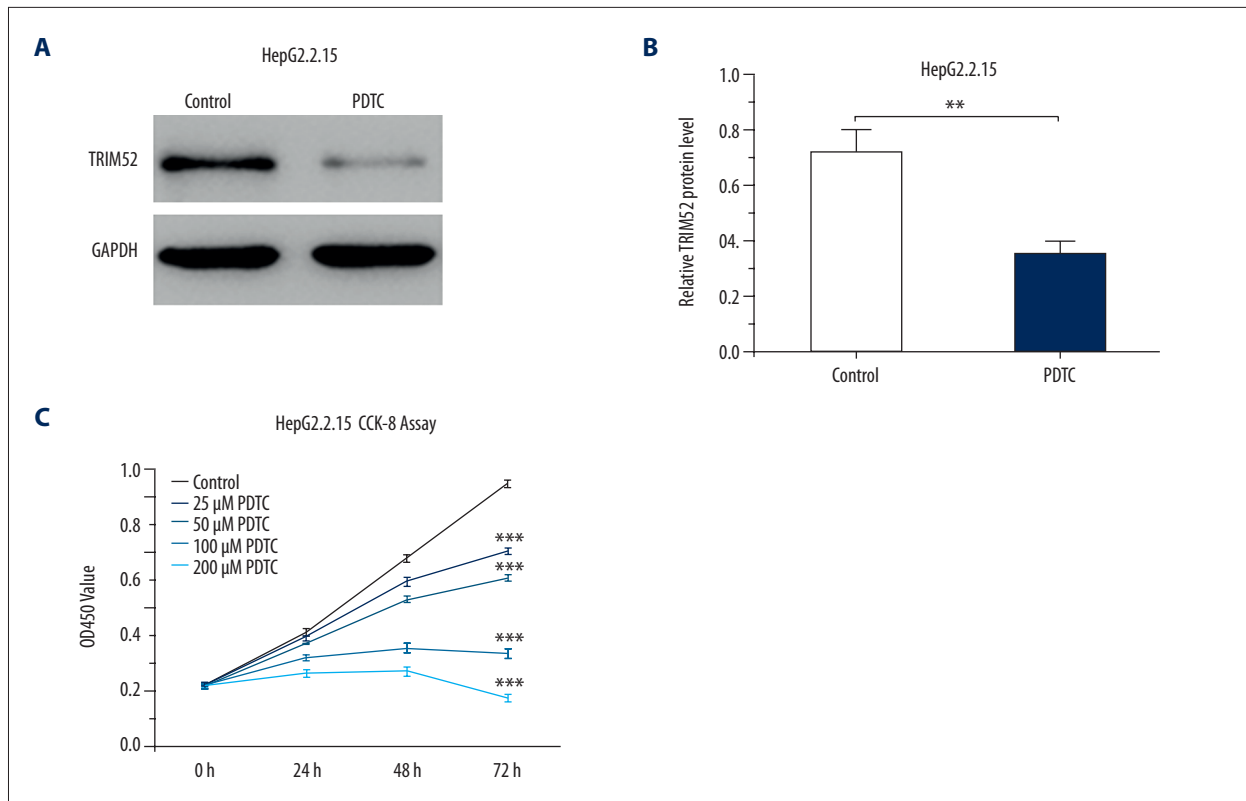 A
HepG2.2.15
Control PDTC
TRIM52
GAPDH
B
HepG2.2.15
**
Relative TRIM52 protein level
1.0
0.8
0.6
04.
0.2
0.0
Control PDTC
C
HepG2.2.15 CCK-8 Assay
OD450 Value
1.0
0.8
0.6
0.4
0.2
0.0
Control
25 µM PDTC
50 µM PDTC
100 µM PDTC
200 µM PDTC
***
***
***
***
0 h 24 h 48 h 72 h